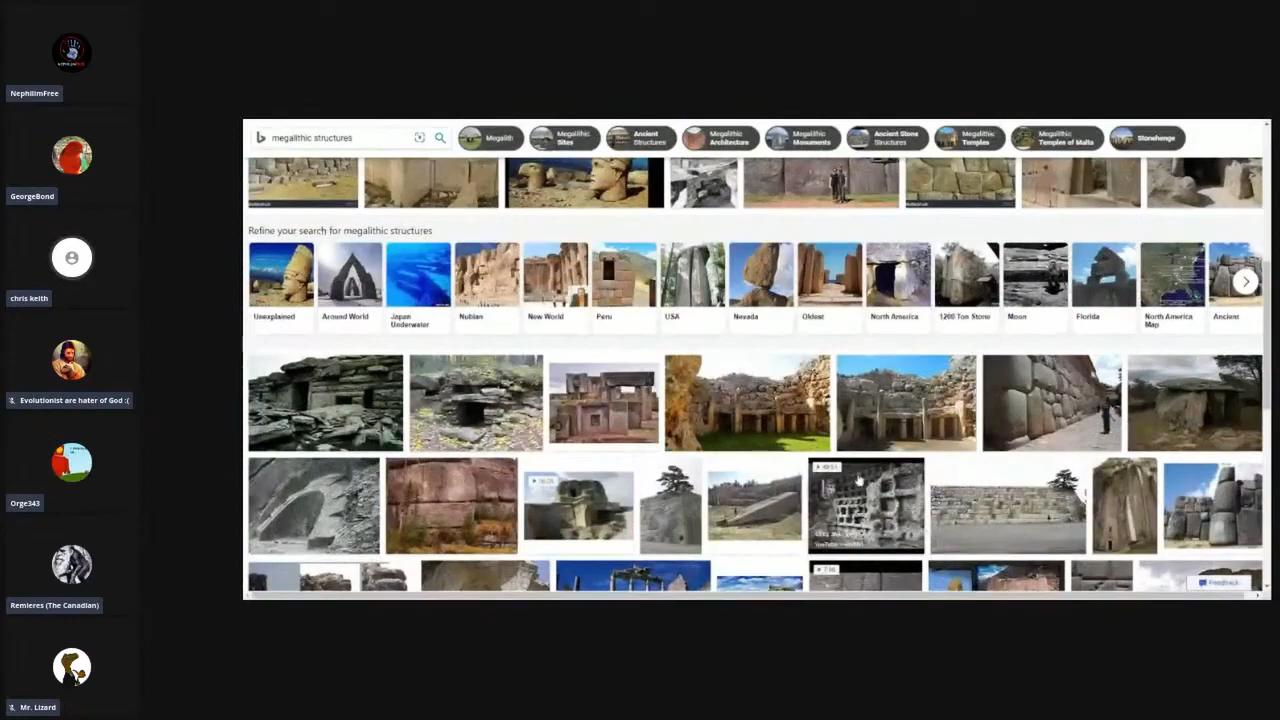 NephilimFree
GeorgeBond
chris keith
Evolutionist are hater of God :(
Orge343
Remieres (The Canadian)
Mr. Lizard
megalithic structures
Megalith
Megalithic
Sites
Ancient
Structures
Megalithic
Architecture
Megalithic
Monuments
Ancient Stone
Structures
Megalithic
Temples
Megalithic
Temples of Malta
Stonehenge
Refine your search for megalithic structures
Unexplained
Around World
Japan
Underwater
Nubian
New World
Peru
USA
Nevada
Oldest
North America
1200 Ton Stone
Moon
Florida
North America
Map
Ancient
Feedback